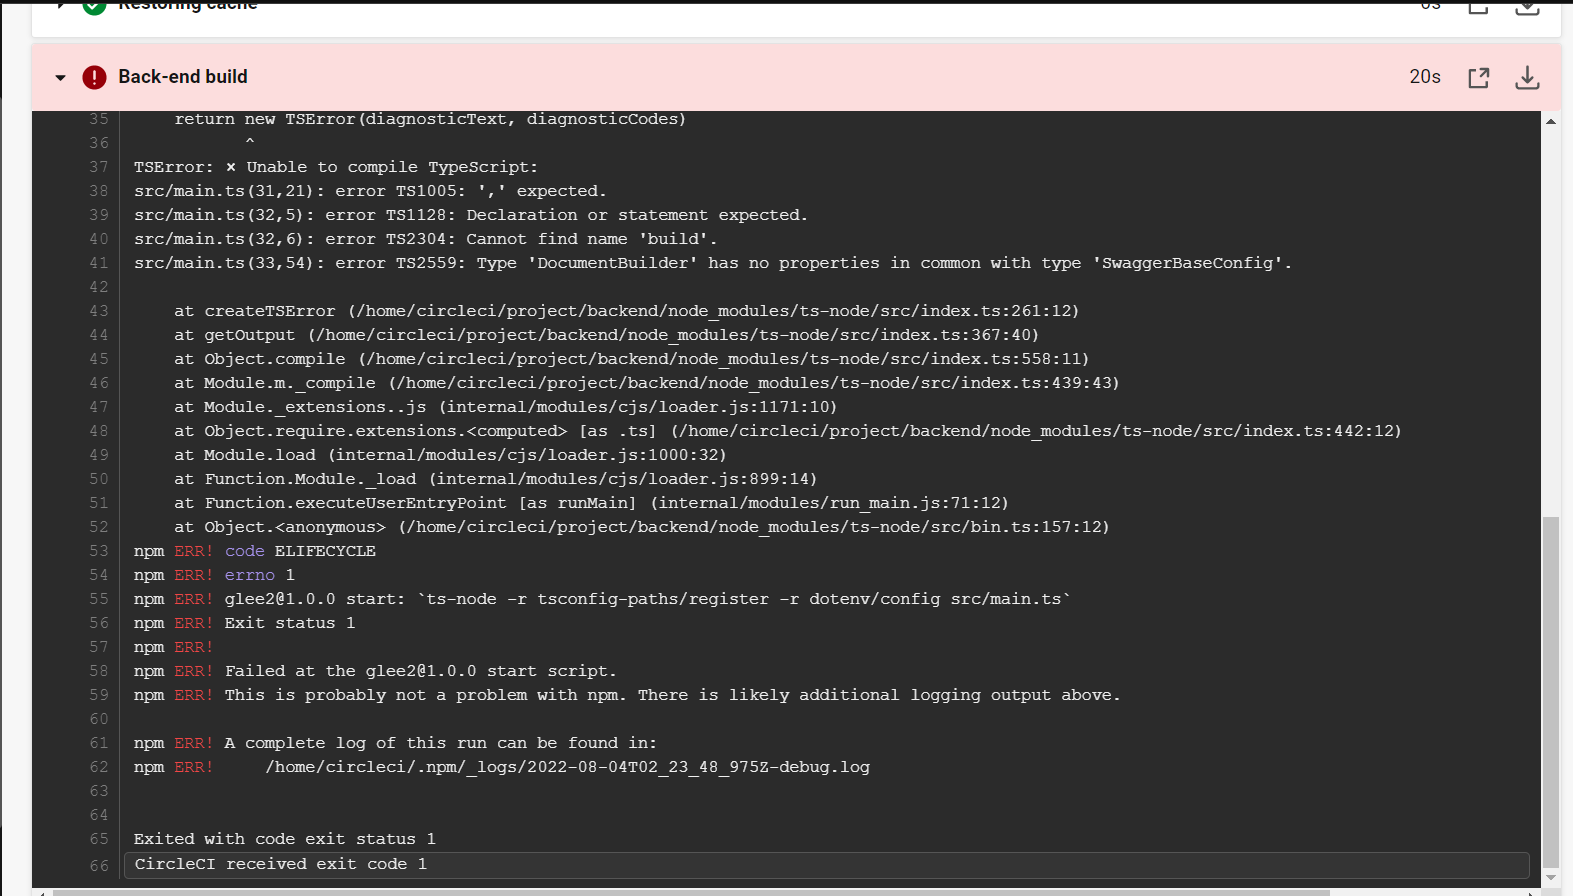 Restoring cache 0s
Back-end build 20s
35 return new TSError(diagnosticText, diagnosticCodes)
36 ^
37 TSError: ⨯ Unable to compile TypeScript:
38 src/main.ts(31,21): error TS1005: ',' expected.
39 src/main.ts(32,5): error TS1128: Declaration or statement expected.
40 src/main.ts(32,6): error TS2304: Cannot find name 'build'.
41 src/main.ts(33,54): error TS2559: Type 'DocumentBuilder' has no properties in common with type 'SwaggerBaseConfig'.
42
43 at createTSError (/home/circleci/project/backend/node_modules/ts-node/src/index.ts:261:12)
44 at getOutput (/home/circleci/project/backend/node_modules/ts-node/src/index.ts:367:40)
45 at Object.compile (/home/circleci/project/backend/node_modules/ts-node/src/index.ts:558:11)
46 at Module.m._compile (/home/circleci/project/backend/node_modules/ts-node/src/index.ts:439:43)
47 at Module._extensions..js (internal/modules/cjs/loader.js:1171:10)
48 at Object.require.extensions.<computed> [as .ts] (/home/circleci/project/backend/node_modules/ts-node/src/index.ts:442:12)
49 at Module.load (internal/modules/cjs/loader.js:1000:32)
50 at Function.Module._load (internal/modules/cjs/loader.js:899:14)
51 at Function.executeUserEntryPoint [as runMain] (internal/modules/run_main.js:71:12)
52 at Object.<anonymous> (/home/circleci/project/backend/node_modules/ts-node/src/bin.ts:157:12)
53 npm ERR! code ELIFECYCLE
54 npm ERR! errno 1
55 npm ERR! glee2@1.0.0 start: `ts-node -r tsconfig-paths/register -r dotenv/config src/main.ts`
56 npm ERR! Exit status 1
57 npm ERR!
58 npm ERR! Failed at the glee2@1.0.0 start script.
59 npm ERR! This is probably not a problem with npm. There is likely additional logging output above.
60
61 npm ERR! A complete log of this run can be found in:
62 npm ERR! /home/circleci/.npm/_logs/2022-08-04T02_23_48_975Z-debug.log
63
64
65 Exited with code exit status 1
66 CircleCI received exit code 1